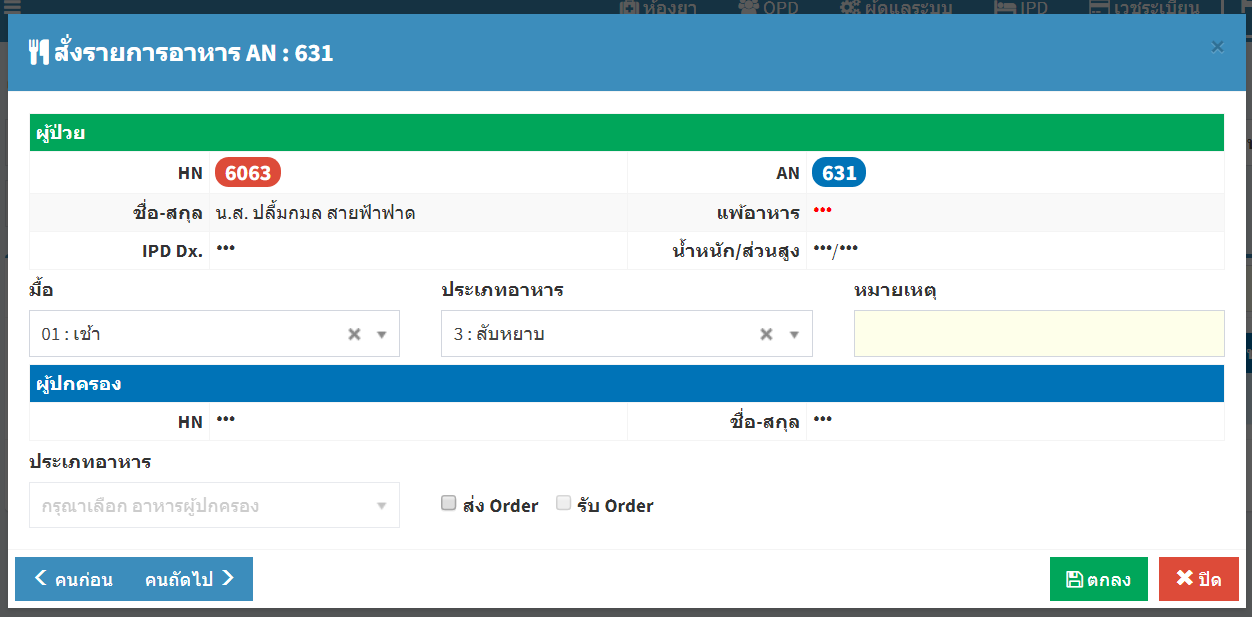 ห้องยา OPD ผู้ดูแลระบบ IPD เวชระเบียน
สั่งรายการอาหาร AN : 631 ×
ผู้ป่วย
HN 6063 AN 631
ชื่อ-สกุล น.ส. ปลื้มกมล สายฟ้าฟาด แพ้อาหาร •••
IPD Dx. ••• น้ำหนัก/ส่วนสูง •••/•••
มื้อ ประเภทอาหาร หมายเหตุ
01 : เช้า 3 : สับหยาบ
ผู้ปกครอง
HN ••• ชื่อ-สกุล •••
ประเภทอาหาร
กรุณาเลือก อาหารผู้ปกครอง ส่ง Order รับ Order
คนก่อน คนถัดไป ตกลง ปิด